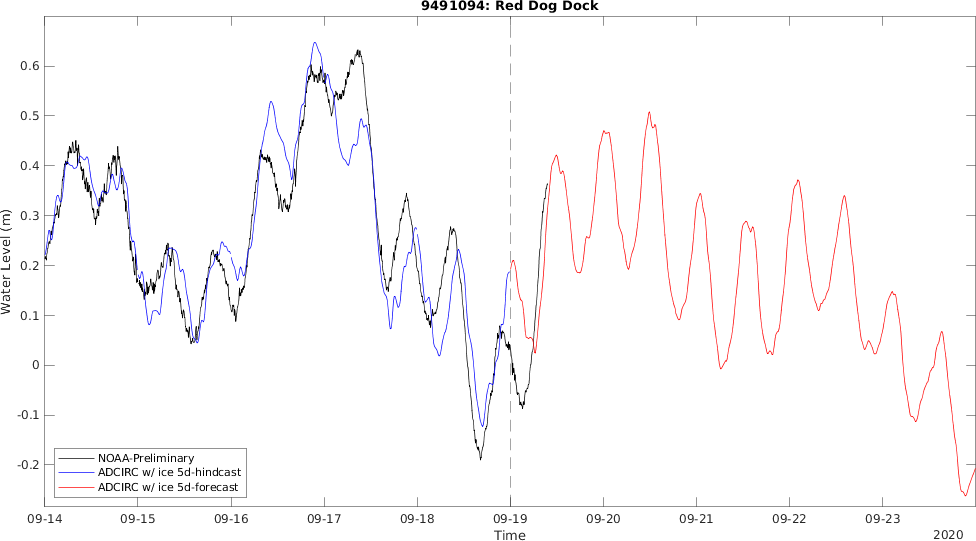 9491094: Red Dog Dock
Water Level (m)
0.6
0.5
0.4
0.3
0.2
0.1
0
-0.1
-0.2
NOAA-Preliminary
ADCIRC w/ ice 5d-hindcast
ADCIRC w/ ice 5d-forecast
09-14 09-15 09-16 09-17 09-18 09-19 09-20 09-21 09-22 09-23
Time
2020